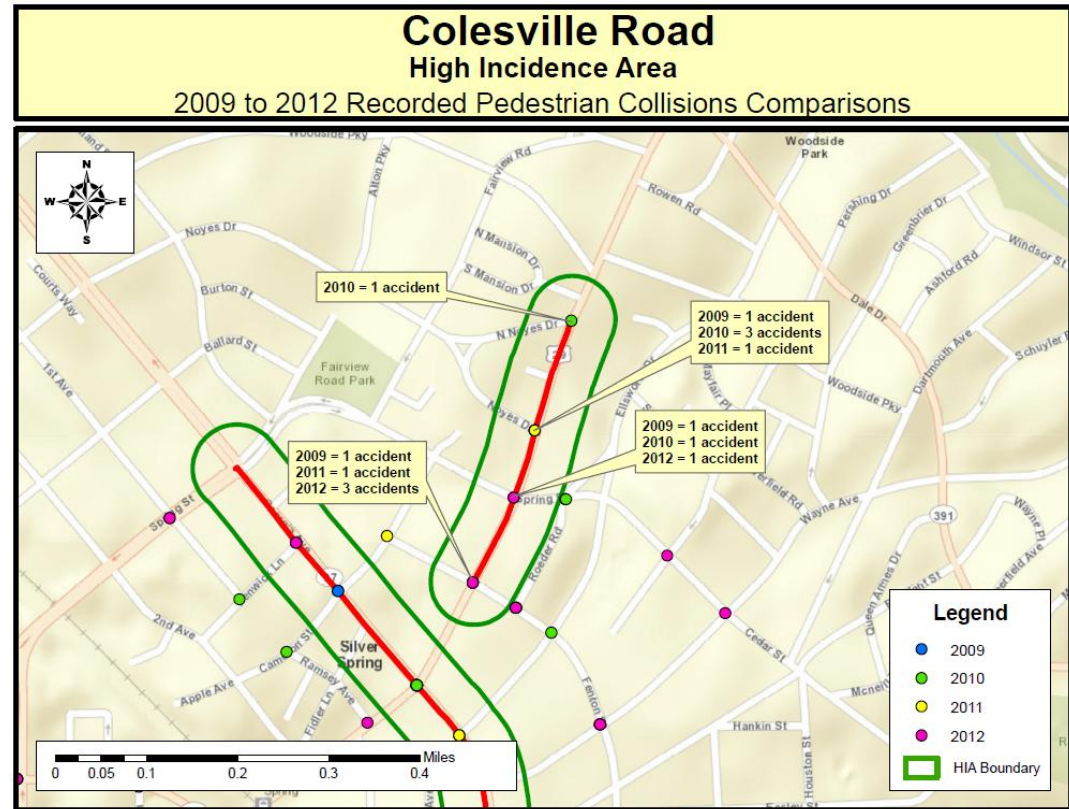 Colesville Road
High Incidence Area
2009 to 2012 Recorded Pedestrian Collisions Comparisons
N
W
E
S
Woodside Pky
Alton Pky
Fairview Rd
Woodside
Park
Rowen Rd
Pershing Dr
Greenbrier Dr
Windsor St
Ashford Rd
Noyes Dr
N Mansion Dr
S Mansion Dr
Courts Way
Burton St
2010 = 1 accident
Dale Dr
N Noyes Dr
2009 = 1 accident
2010 = 3 accidents
2011 = 1 accident
29
Ballard St
1st Ave
Fairview
Road Park
Mayfair Pl
Dartmouth Ave
Schuyler
Woodside Pky
Noyes Dr
2009 = 1 accident
2010 = 1 accident
2012 = 1 accident
2009 = 1 accident
2011 = 1 accident
2012 = 3 accidents
Spring St
Spring
Wayne Ave
391
Wayne Pl
Roeder Rd
2nd Ave
Cameron St
Silver
Spring
Ramsey Ave
Apple Ave
Fidler Ln
Queen Annes Dr
Cedar St
Fenton
Hankin St
Houston St
Legend
2009
2010
2011
2012
HIA Boundary
Miles
0
0.05
0.1
0.2
0.3
0.4